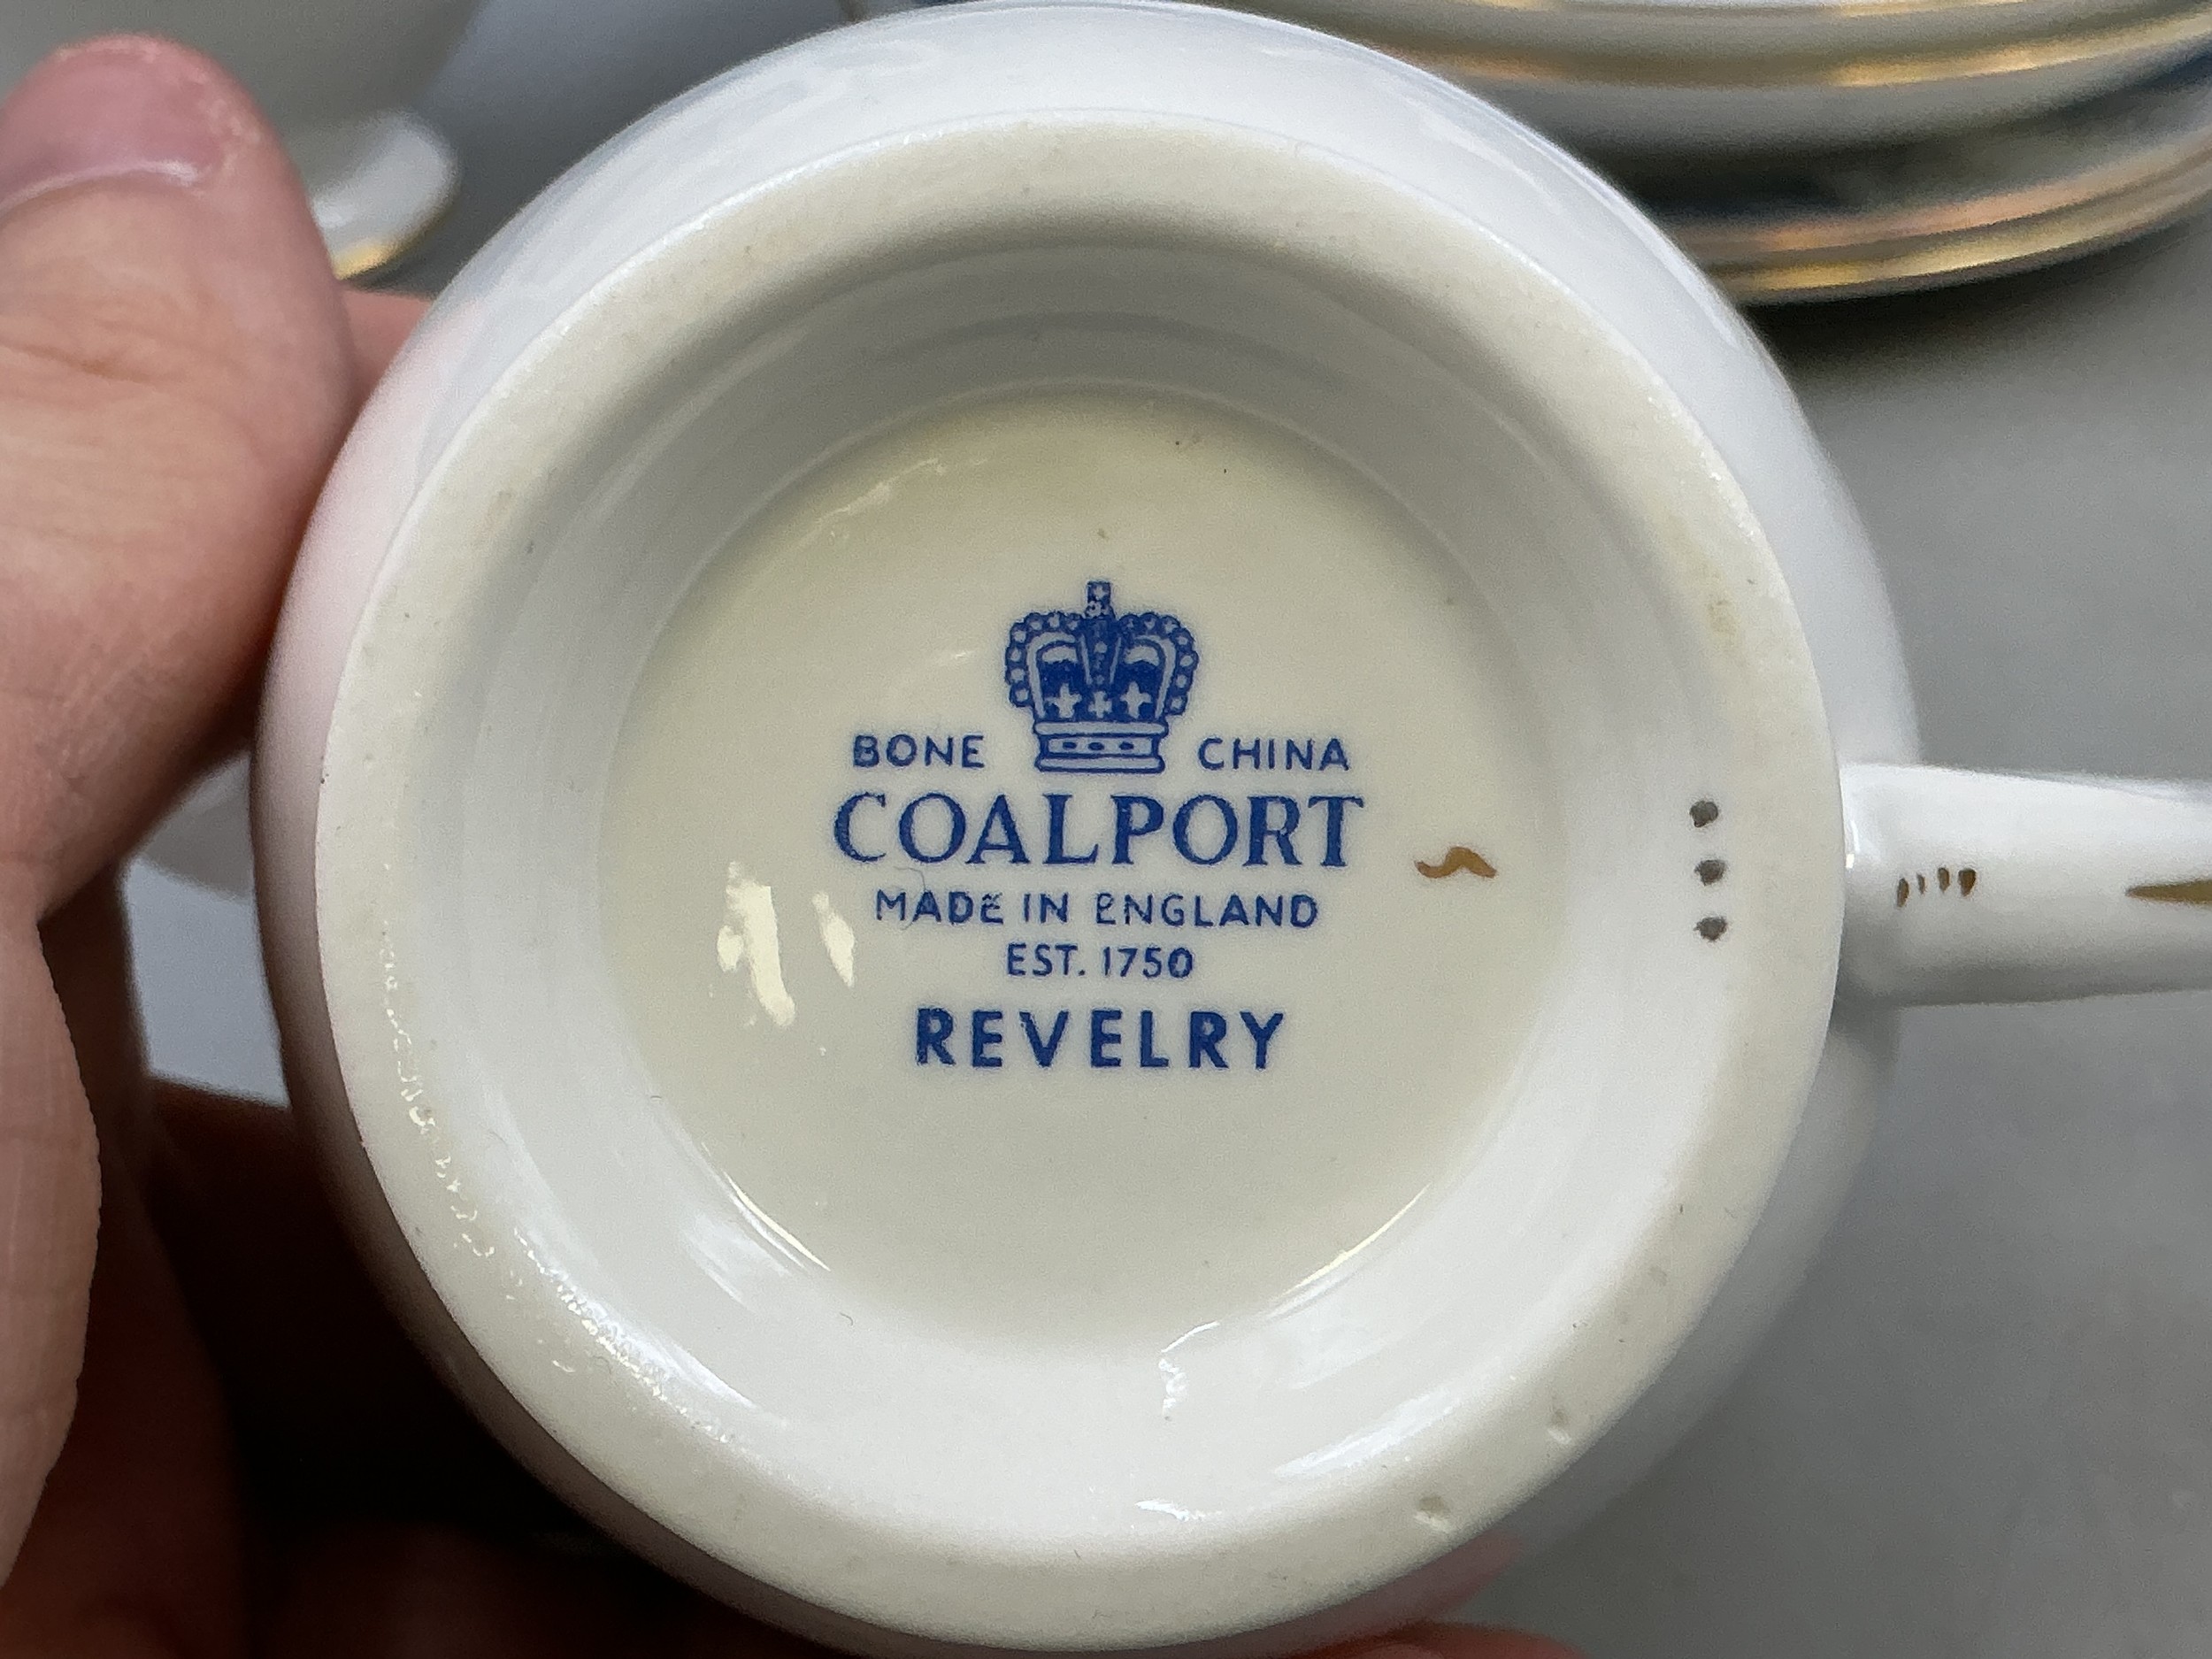 BONE CHINA
COALPORT
MADE IN ENGLAND
EST. 1750
REVELRY